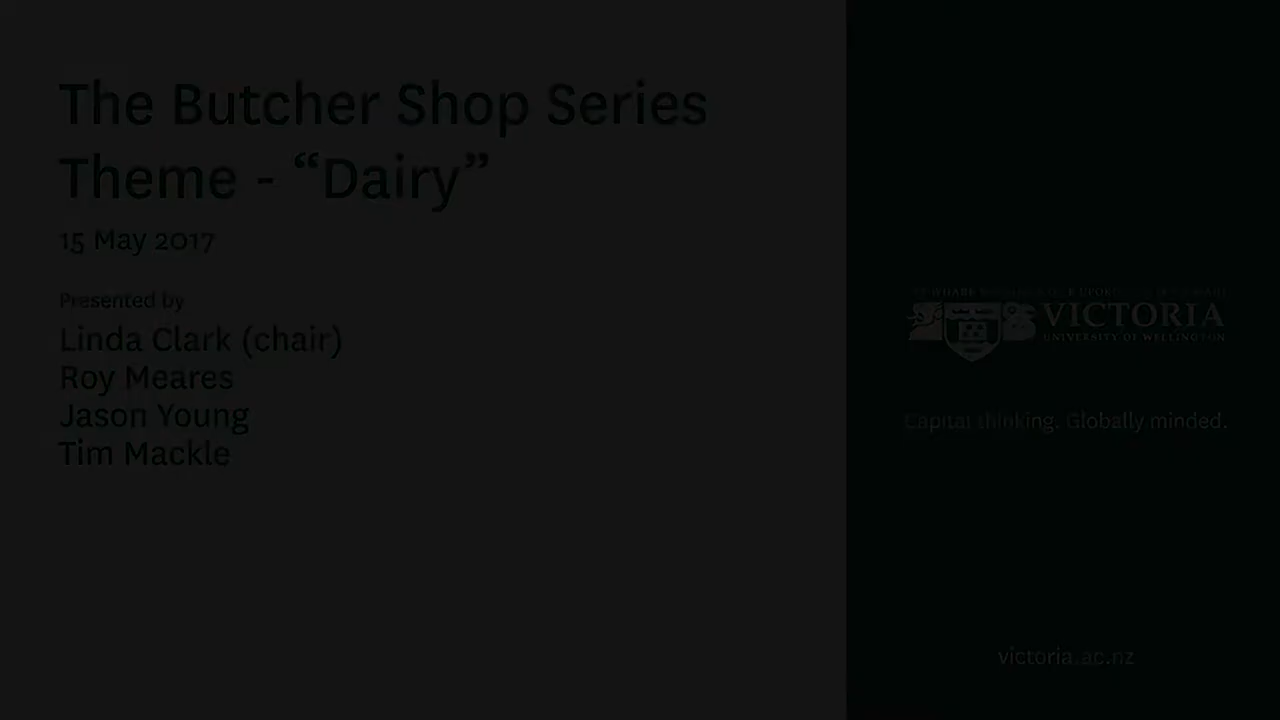 The Butcher Shop Series
Theme - “Dairy”
15 May 2017
Presented by
Linda Clark (chair)
Roy Meares
Jason Young
Tim Mackle
VICTORIA
UNIVERSITY OF WELLINGTON
Capital thinking. Globally minded.
victoria.ac.nz